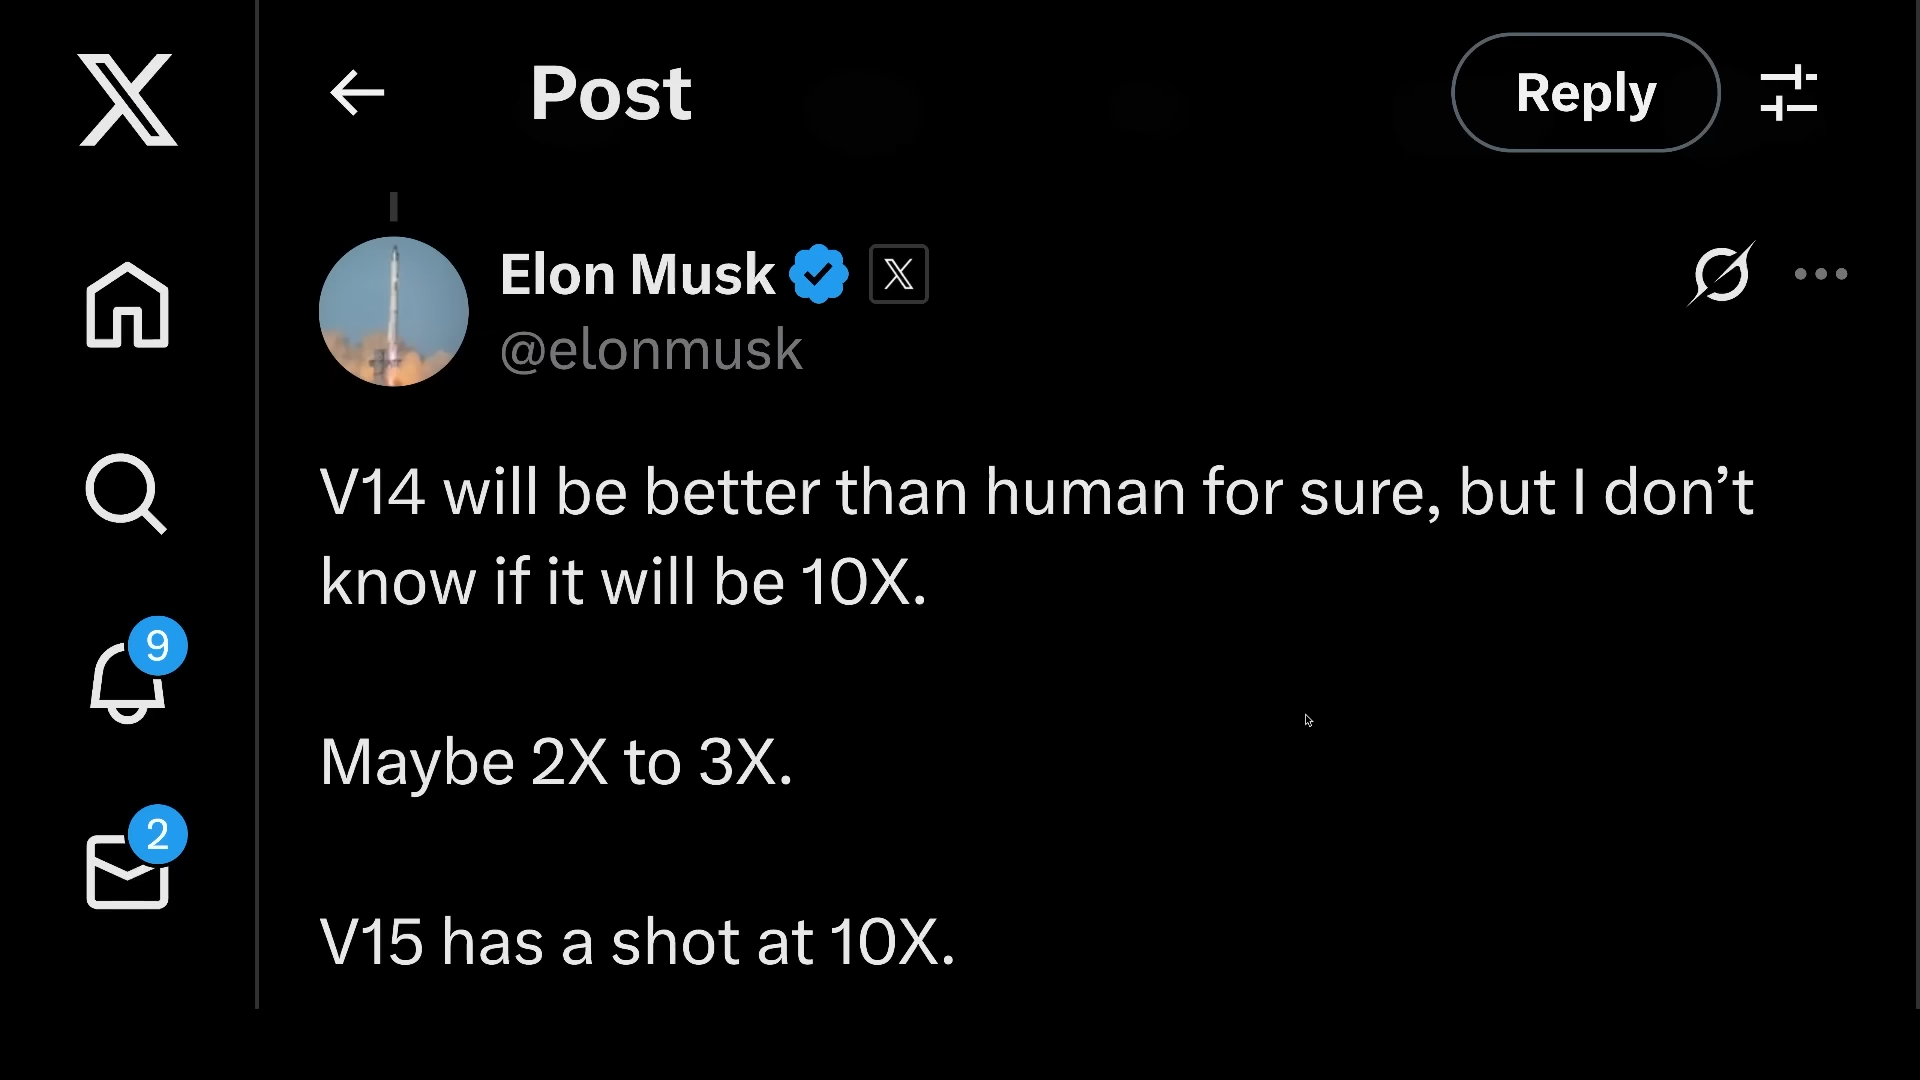 Post
Reply
Elon Musk
@elonmusk
V14 will be better than human for sure, but I don’t
know if it will be 10X.
Maybe 2X to 3X.
V15 has a shot at 10X.
9
2